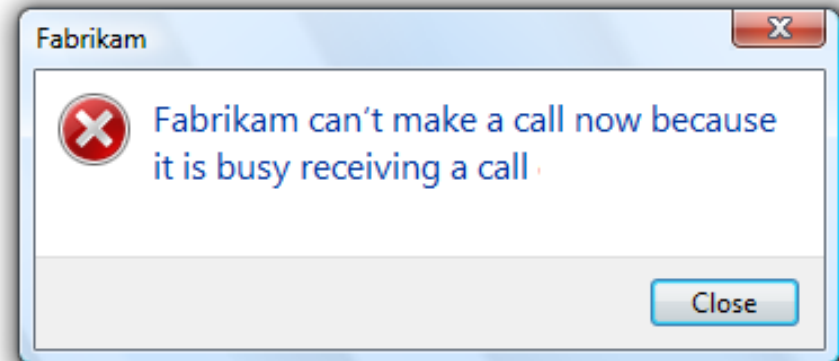 Fabrikam
Fabrikam can't make a call now because
it is busy receiving a call
Close